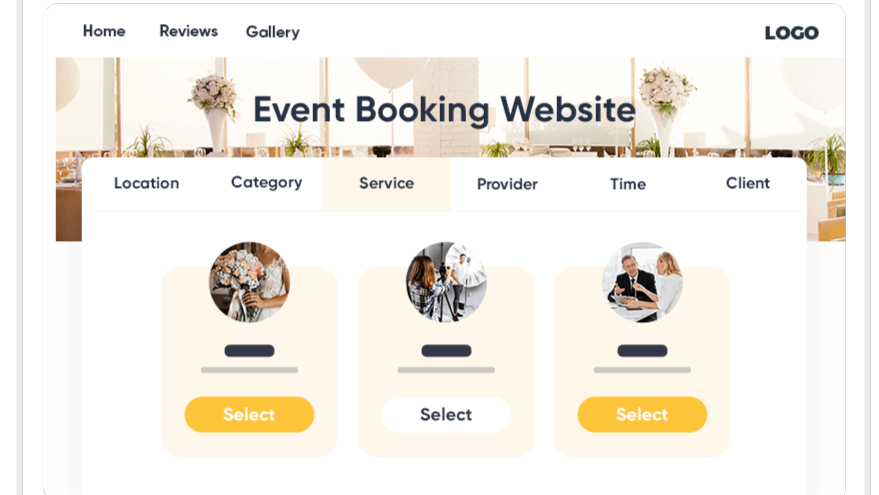 Home Reviews Gallery LOGO
Event Booking Website
Location Category Service Provider Time Client
Select Select Select